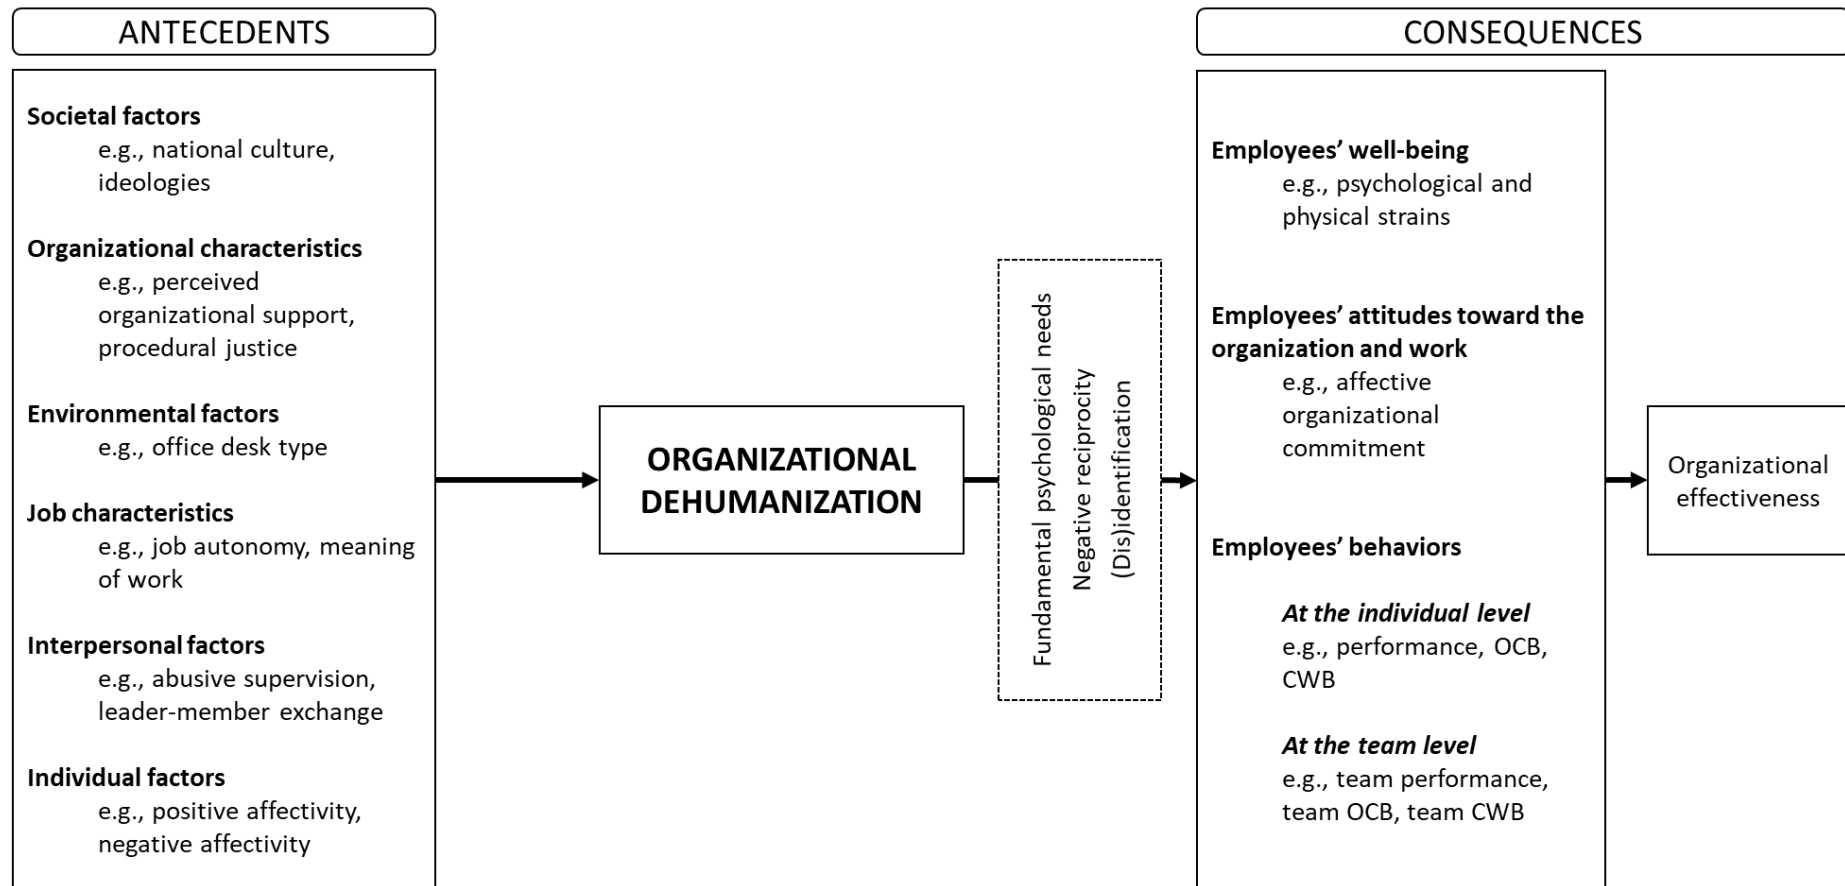 ANTECEDENTS
Societal factors
e.g., national culture,
ideologies
Organizational characteristics
e.g., perceived
organizational support,
procedural justice
Environmental factors
e.g., office desk type
Job characteristics
e.g., job autonomy, meaning
of work
Interpersonal factors
e.g., abusive supervision,
leader-member exchange
Individual factors
e.g., positive affectivity,
negative affectivity
ORGANIZATIONAL
DEHUMANIZATION
Fundamental psychological needs
Negative reciprocity
(Dis)identification
CONSEQUENCES
Employees’ well-being
e.g., psychological and
physical strains
Employees’ attitudes toward the
organization and work
e.g., affective
organizational
commitment
Employees’ behaviors
At the individual level
e.g., performance, OCB,
CWB
At the team level
e.g., team performance,
team OCB, team CWB
Organizational
effectiveness